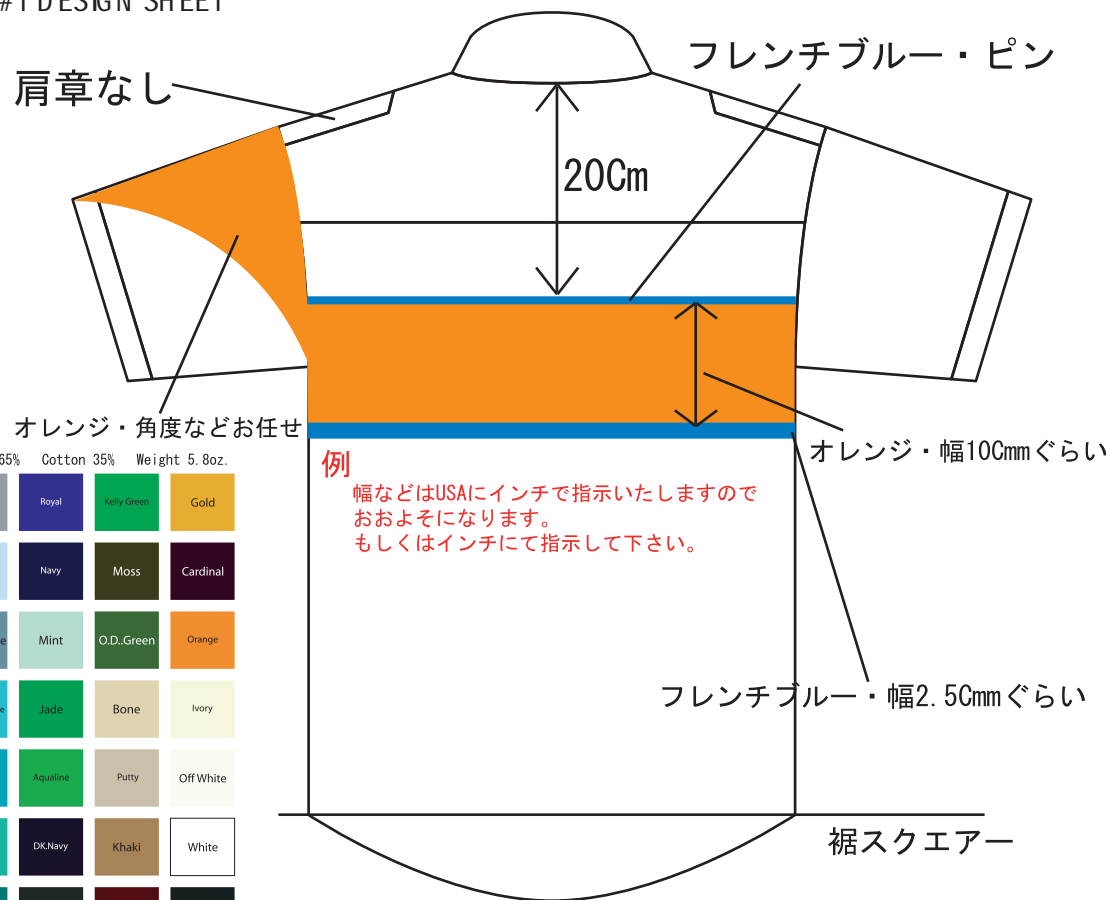 #1 DESIGN SHEET
フレンチブルー・ピン
肩章なし
20Cm
オレンジ・角度などお任せ
オレンジ・幅10Cmmぐらい
65% Cotton 35% Weight 5.8oz.
例
幅などはUSAにインチで指示いたしますので
おおよそになります。
もしくはインチにて指示して下さい。
Royal
Kelly Green
Gold
Navy
Moss
Cardinal
Mint
O.D..Green
Orange
Jade
Bone
Ivory
フレンチブルー・幅2.5Cmmぐらい
Aqualine
Putty
Off White
DK.Navy
Khaki
White
裾スクエアー